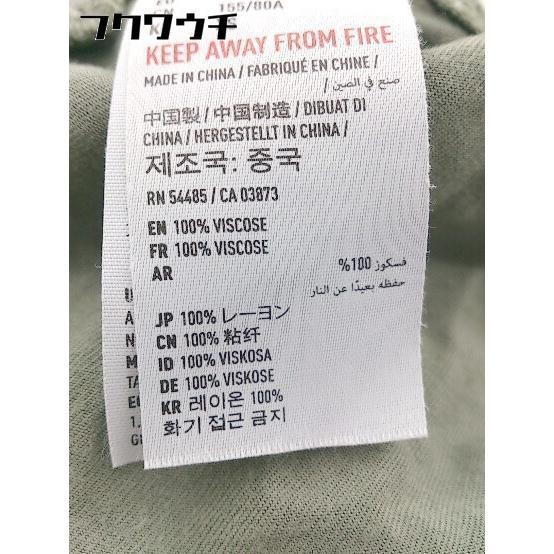 フクウケチ
155/80A
KEEP AWAY FROM FIRE
MADE IN CHINA / FABRIQUÉ EN CHINE /
صنع في الصين /
中国製 / 中国制造 / DIBUAT DI
CHINA / HERGESTELLT IN CHINA /
제조국: 중국
RN 54485 / CA 03873
EN 100% VISCOSE
FR 100% VISCOSE
AR
فسكوز 100%
حفظه بعيدًا عن النار
JP 100% レーヨン
CN 100% 粘纤
ID 100% VISKOSA
DE 100% VISKOSE
KR 레이온 100%
화기 접근 금지